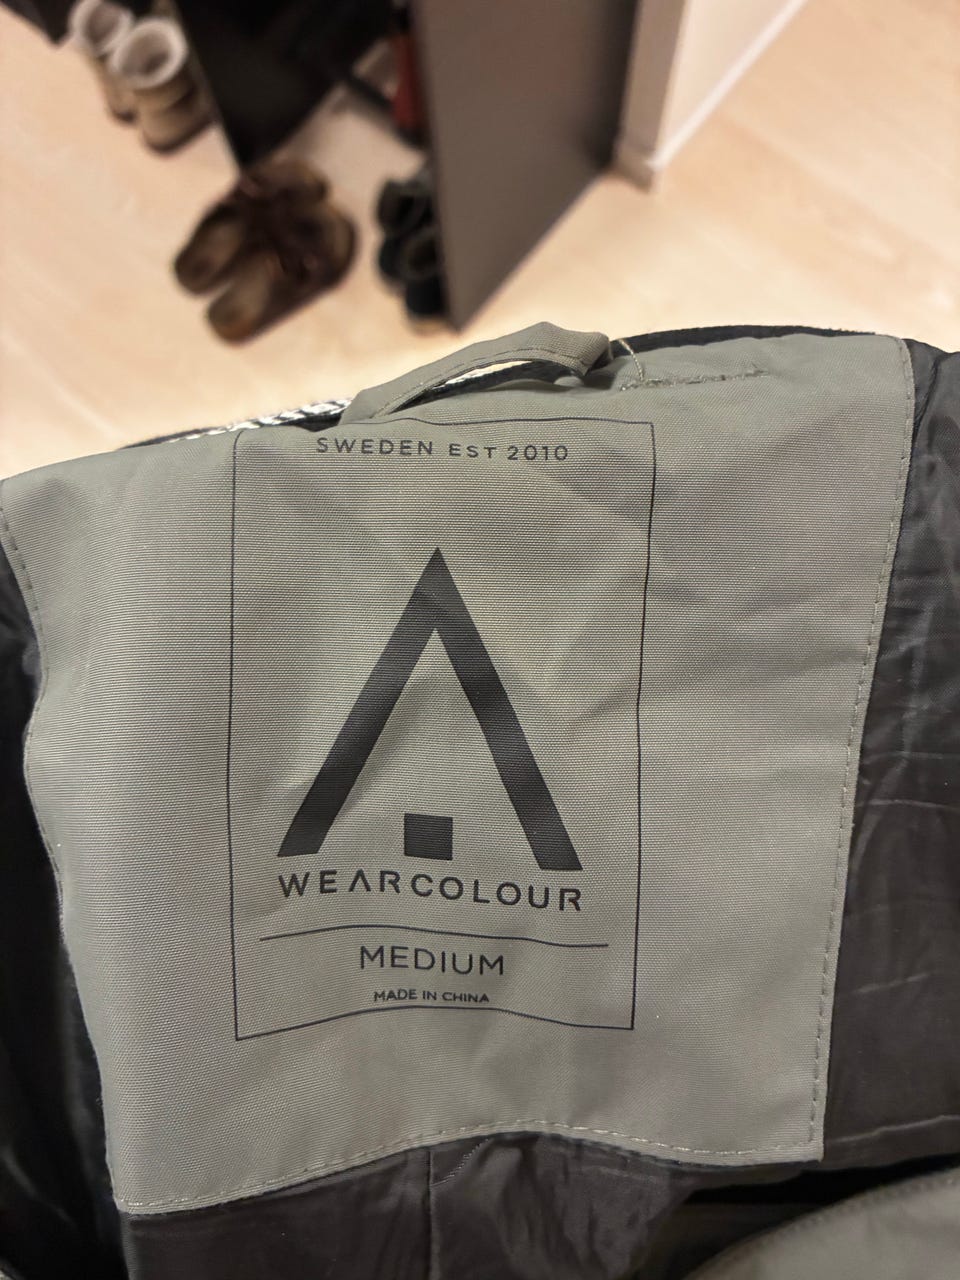 SWEDEN EST 2010
WEARCOLOUR
MEDIUM
MADE IN CHINA